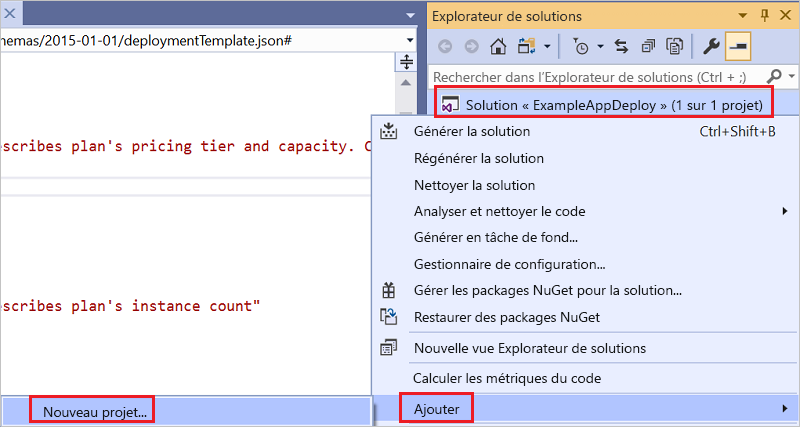 Explorateur de solutions
nemas/2015-01-01/deploymentTemplate.json#
Rechercher dans l'Explorateur de solutions (Ctrl + ;)
Solution « ExampleAppDeploy » (1 sur 1 projet)
Générer la solution Ctrl+Shift+B
scribes plan's pricing tier and capacity. C
Régénérer la solution
Nettoyer la solution
Analyser et nettoyer le code
Générer en tâche de fond...
Gestionnaire de configuration...
Gérer les packages NuGet pour la solution...
scribes plan's instance count"
Restaurer des packages NuGet
Nouvelle vue Explorateur de solutions
Calculer les métriques du code
Ajouter
Nouveau projet...